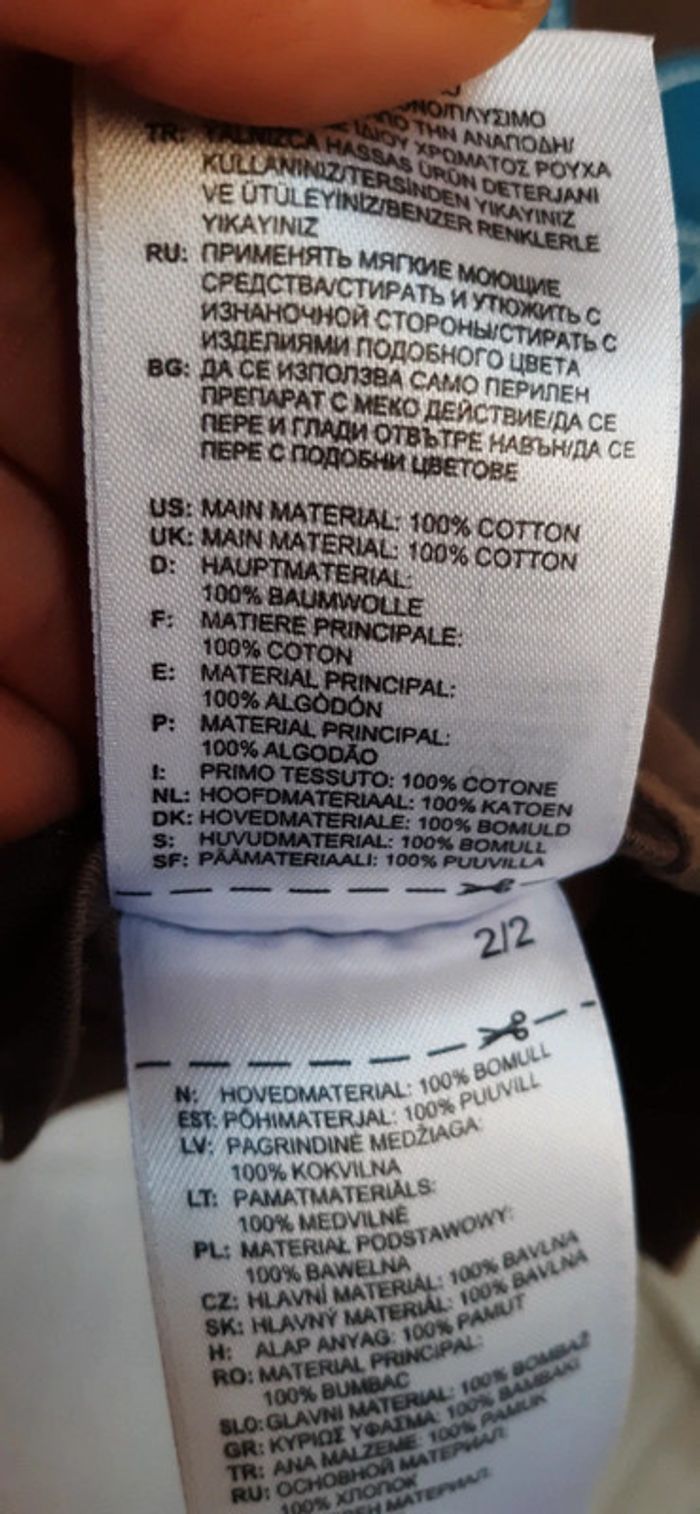 ΠΛΥΣΙΜΟ
ΤΗΝ ΑΝΑΠΟΔΗ/
ΙΔΙΟΥ ΧΡΩΜΑΤΟΣ ΡΟΥΧΑ
TR: YALNIZCA HASSAS ÜRÜN DETERJANI
KULLANINIZ/TERSİNDEN YIKAYINIZ
VE ÜTÜLEYİNİZ/BENZER RENKLERLE
YIKAYINIZ
RU: ПРИМЕНЯТЬ МЯГКИЕ МОЮЩИЕ
СРЕДСТВА/СТИРАТЬ И УТЮЖИТЬ С
ИЗНАНОЧНОЙ СТОРОНЫ/СТИРАТЬ С
ИЗДЕЛИЯМИ ПОДОБНОГО ЦВЕТА
BG: ДА СЕ ИЗПОЛЗВА САМО ПЕРИЛЕН
ПРЕПАРАТ С МЕКО ДЕЙСТВИЕ/ДА СЕ
ПЕРЕ И ГЛАДИ ОТВЪТРЕ НАВЪН/ДА СЕ
ПЕРЕ С ПОДОБНИ ЦВЕТОВЕ
US: MAIN MATERIAL: 100% COTTON
UK: MAIN MATERIAL: 100% COTTON
D: HAUPTMATERIAL:
100% BAUMWOLLE
F: MATIERE PRINCIPALE:
100% COTON
E: MATERIAL PRINCIPAL:
100% ALGODÓN
P: MATERIAL PRINCIPAL:
100% ALGODÃO
I: PRIMO TESSUTO: 100% COTONE
NL: HOOFDMATERIAAL: 100% KATOEN
DK: HOVEDMATERIALE: 100% BOMULD
S: HUVUDMATERIAL: 100% BOMULL
SF: PÄÄMATERIAALI: 100% PUUVILLA
2/2
N: HOVEDMATERIAL: 100% BOMULL
EST: PÕHIMATERJAL: 100% PUUVILL
LV: PAGRINDINĖ MEDŽIAGA:
100% KOKVILNA
LT: PAMATMATERIĀLS:
100% MEDVILNĖ
PL: MATERIAŁ PODSTAWOWY:
100% BAWEŁNA
CZ: HLAVNÍ MATERIÁL: 100% BAVLNA
SK: HLAVNÝ MATERIÁL: 100% BAVLNA
H: ALAP ANYAG: 100% PAMUT
RO: MATERIAL PRINCIPAL:
100% BUMBAC
SLO: GLAVNI MATERIAL: 100% BOMBAŽ
GR: ΚΥΡΙΩΣ ΥΦΑΣΜΑ: 100% ΒΑΜΒΑΚΙ
TR: ANA MALZEME: 100% PAMUK
RU: ОСНОВНОЙ МАТЕРИАЛ:
100% ХЛОПОК
МАТЕРИАЛ: